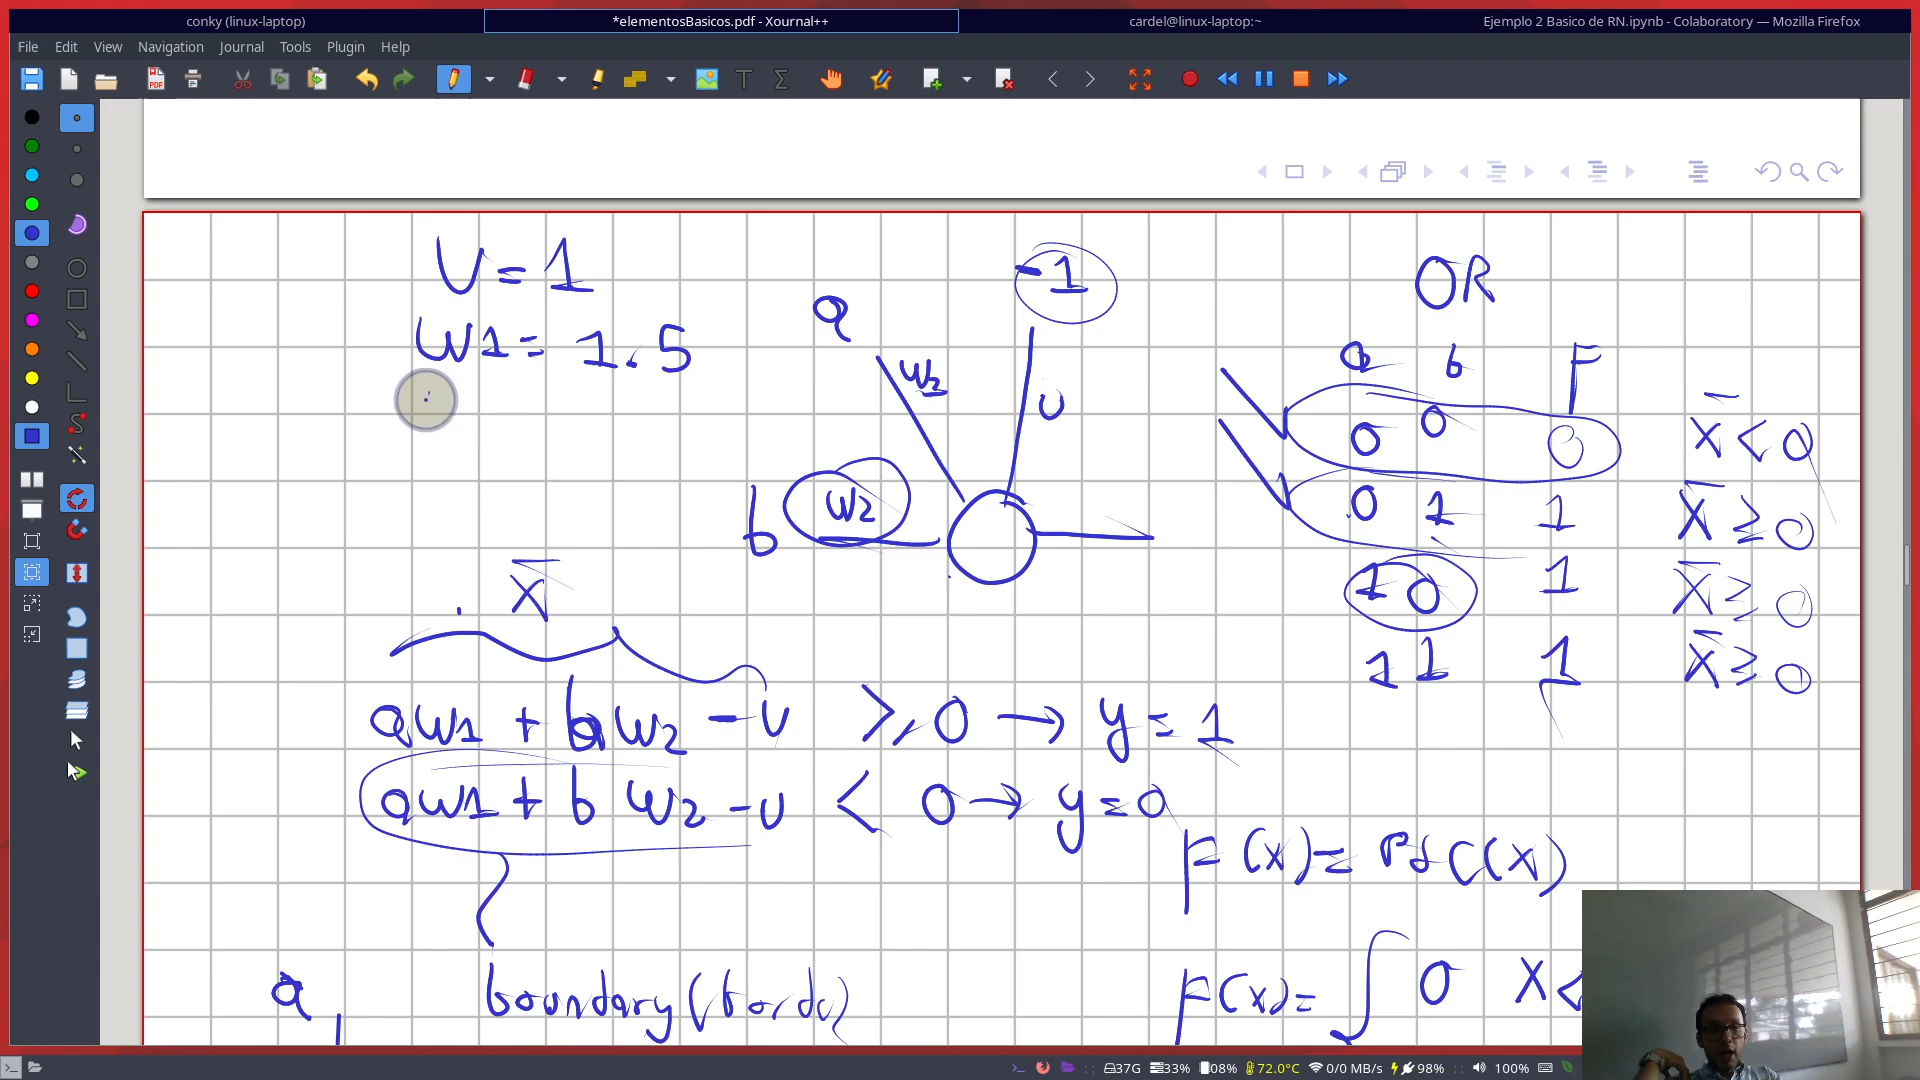 conky (linux-laptop)
*elementosBasicos.pdf - Xournal++
cardel@linux-laptop:~
Ejemplo 2 Basico de RN.ipynb - Colaboratory — Mozilla Firefox
File Edit View Navigation Journal Tools Plugin Help
U = 1
W1 = 1.5
a
-1
W2
U
b
W2
OR
a b F
0 0 0 X̄ < 0
0 1 1 X̄ ≥ 0
1 0 1 X̄ ≥ 0
1 1 1 X̄ ≥ 0
X̄
aW1 + bW2 - U ≥ 0 → y = 1
aW1 + b W2 - U < 0 → y = 0
F(x) =
(x)
a
boundary (borde)
F(x) = 0 X <
37G 33% 08% 72.0°C 0/0 MB/s 98% 100%